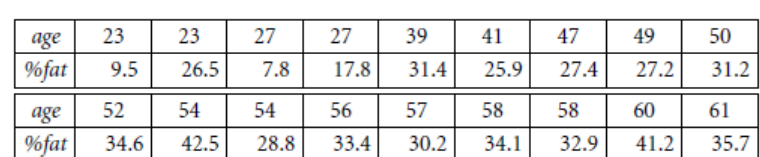 age 23 23 27 27 39 41 47 49 50
%fat 9.5 26.5 7.8 17.8 31.4 25.9 27.4 27.2 31.2
age 52 54 54 56 57 58 58 60 61
%fat 34.6 42.5 28.8 33.4 30.2 34.1 32.9 41.2 35.7